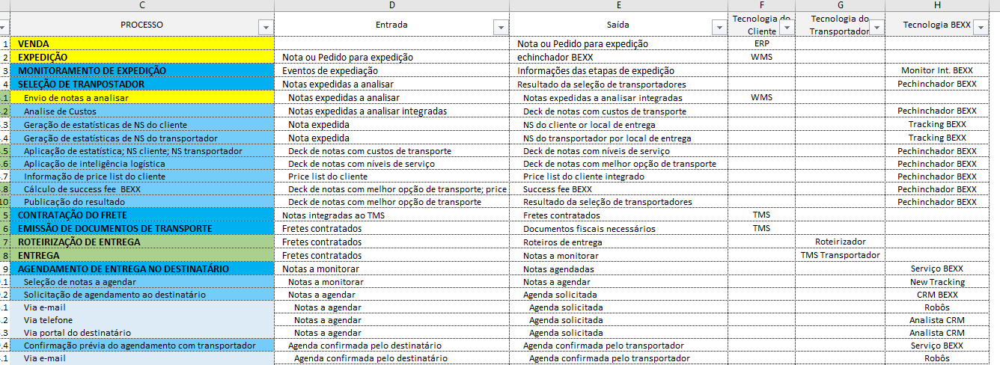 C D E F G H
PROCESSO Entrada Saída Tecnologia do Cliente Tecnologia do Transportador Tecnologia BEXX
1 VENDA Nota ou Pedido para expedição ERP
2 EXPEDIÇÃO Nota ou Pedido para expedição echinchador BEXX WMS
3 MONITORAMENTO DE EXPEDIÇÃO Eventos de expediação Informações das etapas de expedição Monitor Int. BEXX
4 SELEÇÃO DE TRANPOSTADOR Notas expedidas a analisar Resultado da seleção de transportadores Pechinchador BEXX
.1 Envio de notas a analisar Notas expedidas a analisar Notas expedidas a analisar integradas WMS
.2 Analise de Custos Notas expedidas a analisar integradas Deck de notas com custos de transporte Pechinchador BEXX
.3 Geração de estatísticas de NS do cliente Nota expedida NS do cliente or local de entrega Tracking BEXX
.4 Geração de estatísticas de NS do transportador Nota expedida NS do transportador por local de entrega Tracking BEXX
.5 Aplicação de estatística; NS cliente; NS transportador Deck de notas com custos de transporte Deck de notas com níveis de serviço Pechinchador BEXX
.6 Aplicação de inteligência logística Deck de notas com níveis de serviço Deck de notas com melhor opção de transporte Pechinchador BEXX
.7 Informação de price list do cliente Price list do cliente Price list do cliente integrado Pechinchador BEXX
.8 Cálculo de success fee BEXX Deck de notas com melhor opção de transporte; price Success fee BEXX Pechinchador BEXX
10 Publicação do resultado Deck de notas com melhor opção de transporte Resultado da seleção de transportadores Pechinchador BEXX
5 CONTRATAÇÃO DO FRETE Notas integradas ao TMS Fretes contratados TMS
6 EMISSÃO DE DOCUMENTOS DE TRANSPORTE Fretes contratados Documentos fiscais necessários TMS
7 ROTEIRIZAÇÃO DE ENTREGA Fretes contratados Roteiros de entrega Roteirizador
8 ENTREGA Fretes contratados Notas a monitorar TMS Transportador
9 AGENDAMENTO DE ENTREGA NO DESTINATÁRIO Notas a monitorar Notas agendadas Serviço BEXX
.1 Seleção de notas a agendar Notas a monitorar Notas a agendar New Tracking
.2 Solicitação de agendamento ao destinatário Notas a agendar Agenda solicitada CRM BEXX
.1 Via e-mail Notas a agendar Agenda solicitada Robôs
.2 Via telefone Notas a agendar Agenda solicitada Analista CRM
.3 Via portal do destinatário Notas a agendar Agenda solicitada Analista CRM
.4 Confirmação prévia do agendamento com transportador Agenda confirmada pelo destinatário Agenda confirmada pelo transportador Serviço BEXX
.1 Via e-mail Agenda confirmada pelo destinatário Agenda confirmada pelo transportador Robôs